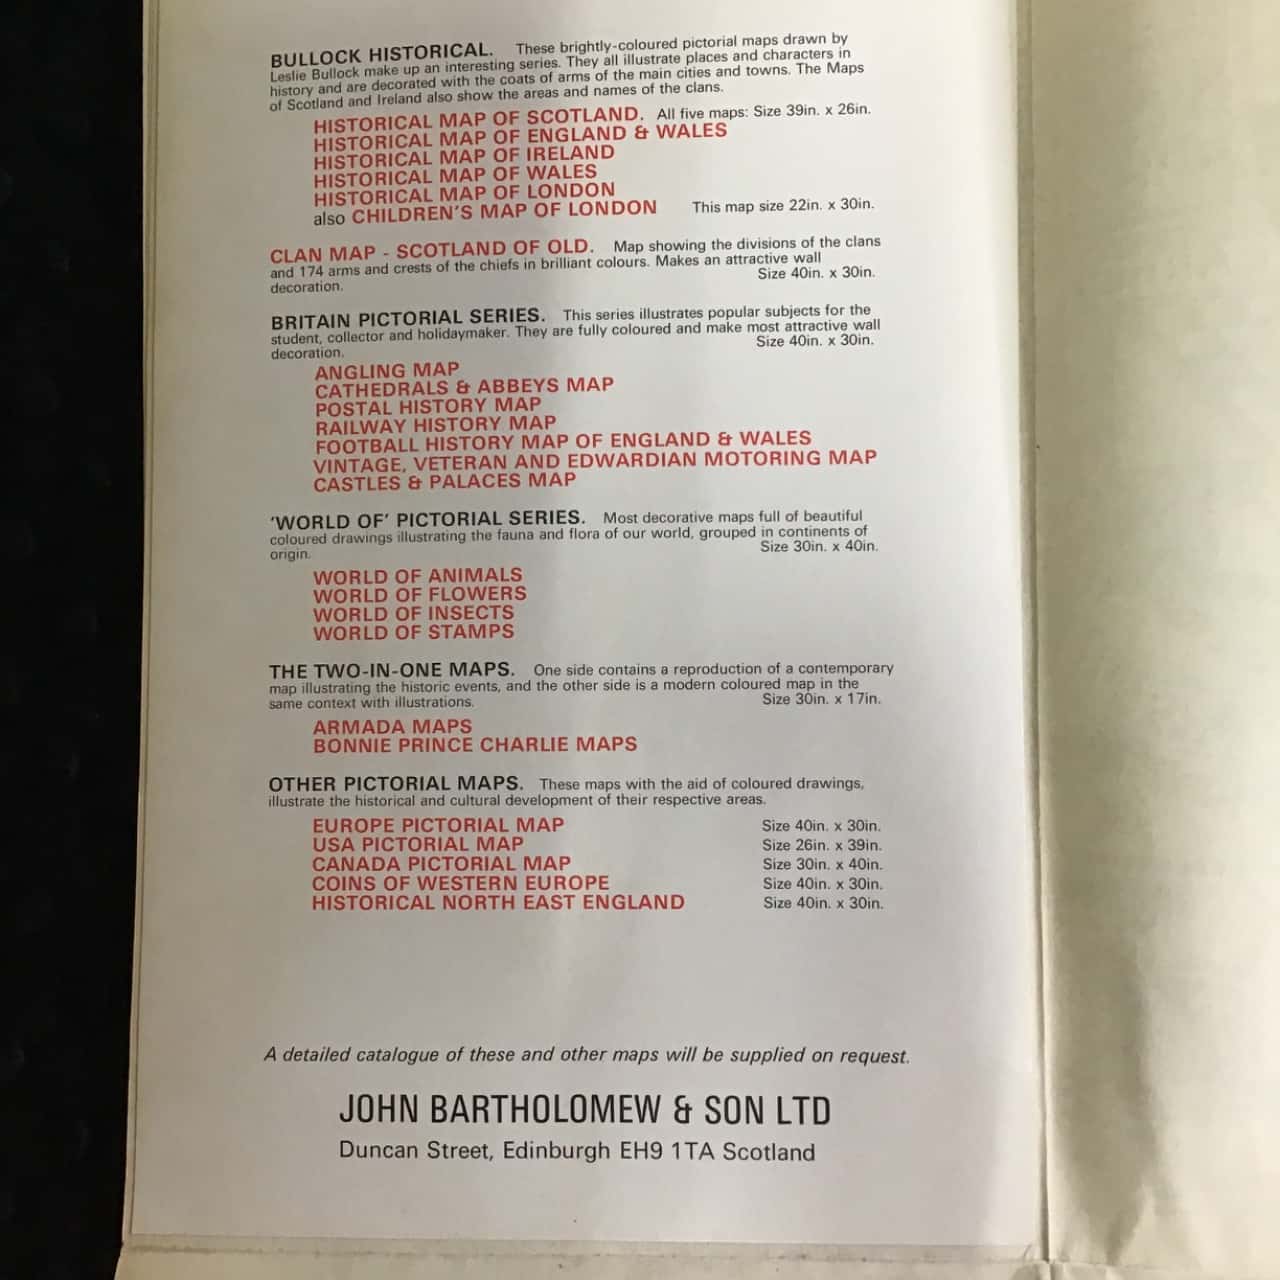 BULLOCK HISTORICAL. These brightly-coloured pictorial maps drawn by
Leslie Bullock make up an interesting series. They all illustrate places and characters in
history and are decorated with the coats of arms of the main cities and towns. The Maps
of Scotland and Ireland also show the areas and names of the clans.
HISTORICAL MAP OF SCOTLAND. All five maps: Size 39in. x 26in.
HISTORICAL MAP OF ENGLAND & WALES
HISTORICAL MAP OF IRELAND
HISTORICAL MAP OF WALES
HISTORICAL MAP OF LONDON
also CHILDREN'S MAP OF LONDON This map size 22in. x 30in.
CLAN MAP - SCOTLAND OF OLD. Map showing the divisions of the clans
and 174 arms and crests of the chiefs in brilliant colours. Makes an attractive wall
decoration. Size 40in. x 30in.
BRITAIN PICTORIAL SERIES. This series illustrates popular subjects for the
student, collector and holidaymaker. They are fully coloured and make most attractive wall
decoration. Size 40in. x 30in.
ANGLING MAP
CATHEDRALS & ABBEYS MAP
POSTAL HISTORY MAP
RAILWAY HISTORY MAP
FOOTBALL HISTORY MAP OF ENGLAND & WALES
VINTAGE, VETERAN AND EDWARDIAN MOTORING MAP
CASTLES & PALACES MAP
'WORLD OF' PICTORIAL SERIES. Most decorative maps full of beautiful
coloured drawings illustrating the fauna and flora of our world, grouped in continents of
origin. Size 30in. x 40in.
WORLD OF ANIMALS
WORLD OF FLOWERS
WORLD OF INSECTS
WORLD OF STAMPS
THE TWO-IN-ONE MAPS. One side contains a reproduction of a contemporary
map illustrating the historic events, and the other side is a modern coloured map in the
same context with illustrations. Size 30in. x 17in.
ARMADA MAPS
BONNIE PRINCE CHARLIE MAPS
OTHER PICTORIAL MAPS. These maps with the aid of coloured drawings,
illustrate the historical and cultural development of their respective areas.
EUROPE PICTORIAL MAP Size 40in. x 30in.
USA PICTORIAL MAP Size 26in. x 39in.
CANADA PICTORIAL MAP Size 30in. x 40in.
COINS OF WESTERN EUROPE Size 40in. x 30in.
HISTORICAL NORTH EAST ENGLAND Size 40in. x 30in.
A detailed catalogue of these and other maps will be supplied on request.
JOHN BARTHOLOMEW & SON LTD
Duncan Street, Edinburgh EH9 1TA Scotland